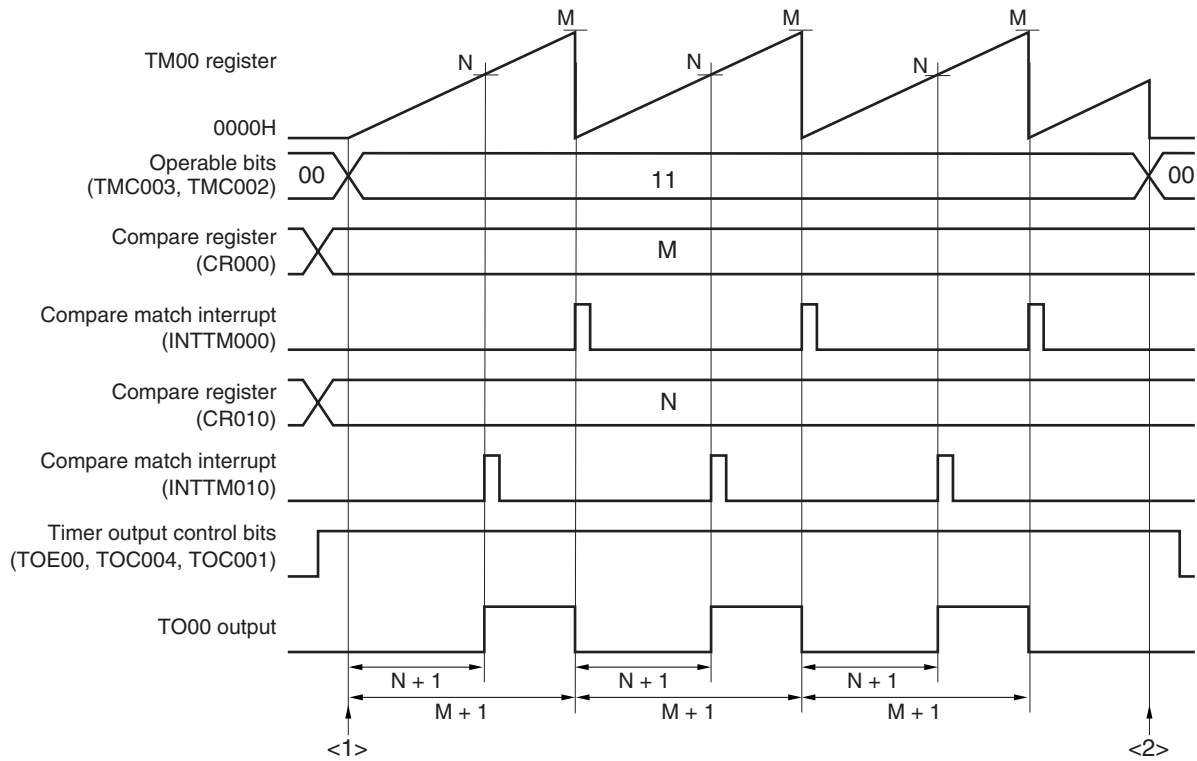 M M M
TM00 register N N N
0000H
Operable bits
(TMC003, TMC002) 00 11 00
Compare register
(CR000) M
Compare match interrupt
(INTTM000)
Compare register
(CR010) N
Compare match interrupt
(INTTM010)
Timer output control bits
(TOE00, TOC004, TOC001)
TO00 output
N + 1 N + 1 N + 1
M + 1 M + 1 M + 1
<1> <2>